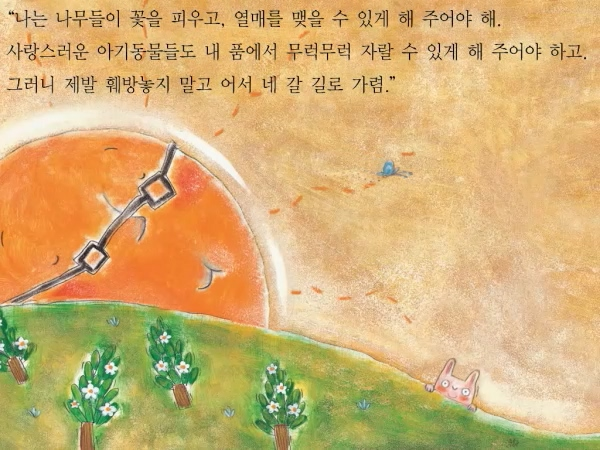 “나는 나무들이 꽃을 피우고, 열매를 맺을 수 있게 해 주어야 해.
사랑스러운 아기동물들도 내 품에서 무럭무럭 자랄 수 있게 해 주어야 하고.
그러니 제발 훼방놓지 말고 어서 네 갈 길로 가렴.”